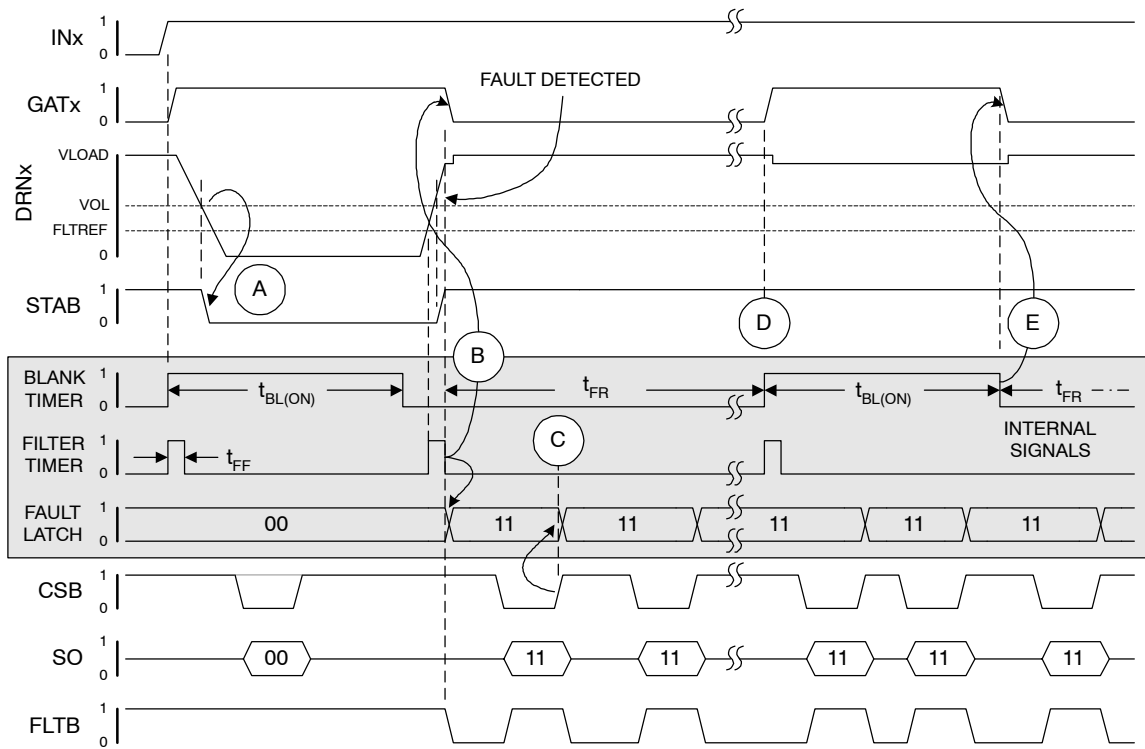 INx
1
0
GATx
1
0
FAULT DETECTED
DRNx
VLOAD
VOL
FLTREF
0
A
STAB
1
0
D
E
B
BLANK
TIMER
1
0
tBL(ON)
tFR
tBL(ON)
tFR
C
INTERNAL
SIGNALS
FILTER
TIMER
1
0
tFF
FAULT
LATCH
1
0
00
11
11
11
11
11
CSB
1
0
SO
1
0
00
11
11
11
11
11
FLTB
1
0